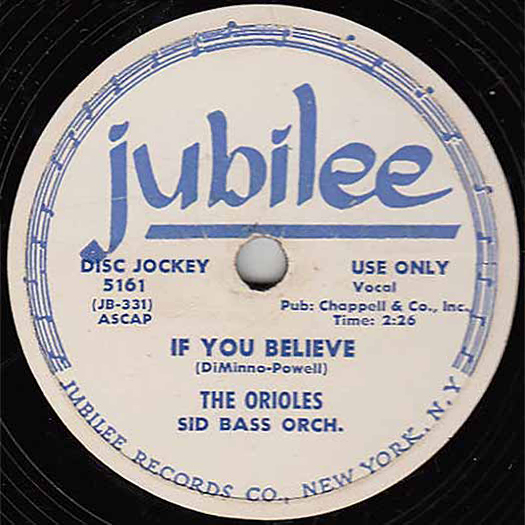 jubilee
DISC JOCKEY USE ONLY
5161 Vocal
(JB-331) Pub: Chappell & Co., Inc.
ASCAP Time: 2:26
IF YOU BELIEVE
(DiMinno-Powell)
THE ORIOLES
SID BASS ORCH.
JUBILEE RECORDS CO., NEW YORK, N.Y.